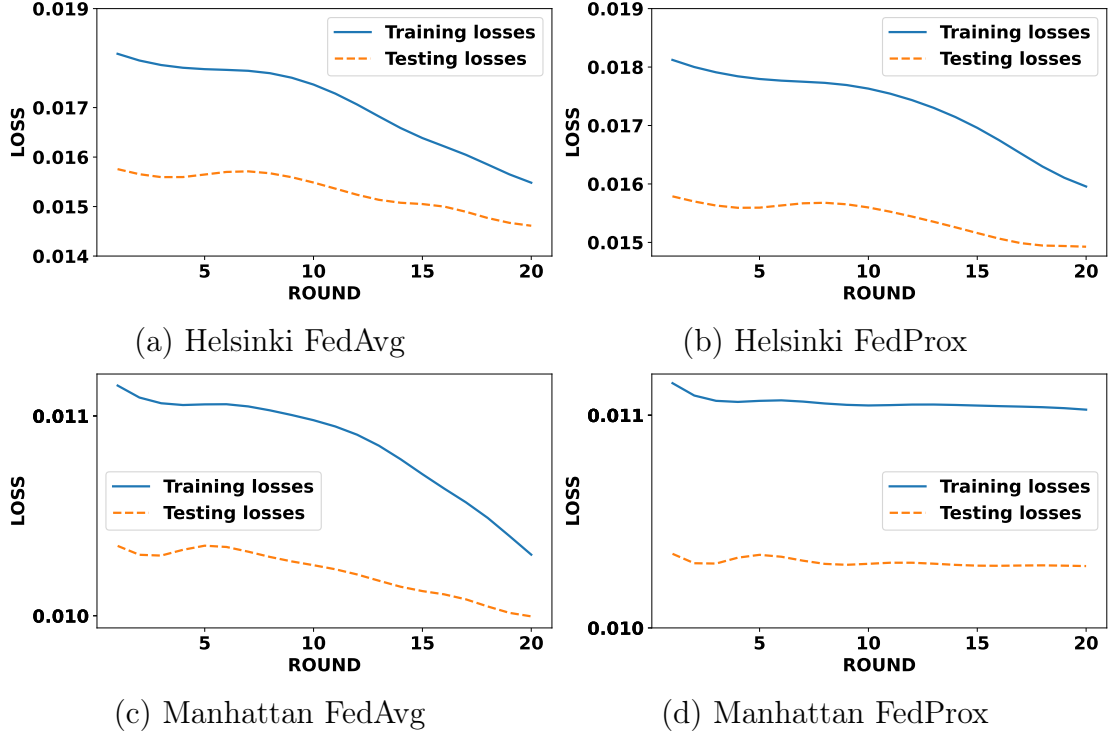 0.019
0.018
0.017
0.016
0.015
0.014
LOSS
5 10 15 20
ROUND
Training losses
Testing losses
(a) Helsinki FedAvg
0.019
0.018
0.017
0.016
0.015
LOSS
5 10 15 20
ROUND
Training losses
Testing losses
(b) Helsinki FedProx
0.011
0.010
LOSS
5 10 15 20
ROUND
Training losses
Testing losses
(c) Manhattan FedAvg
0.011
0.010
LOSS
5 10 15 20
ROUND
Training losses
Testing losses
(d) Manhattan FedProx